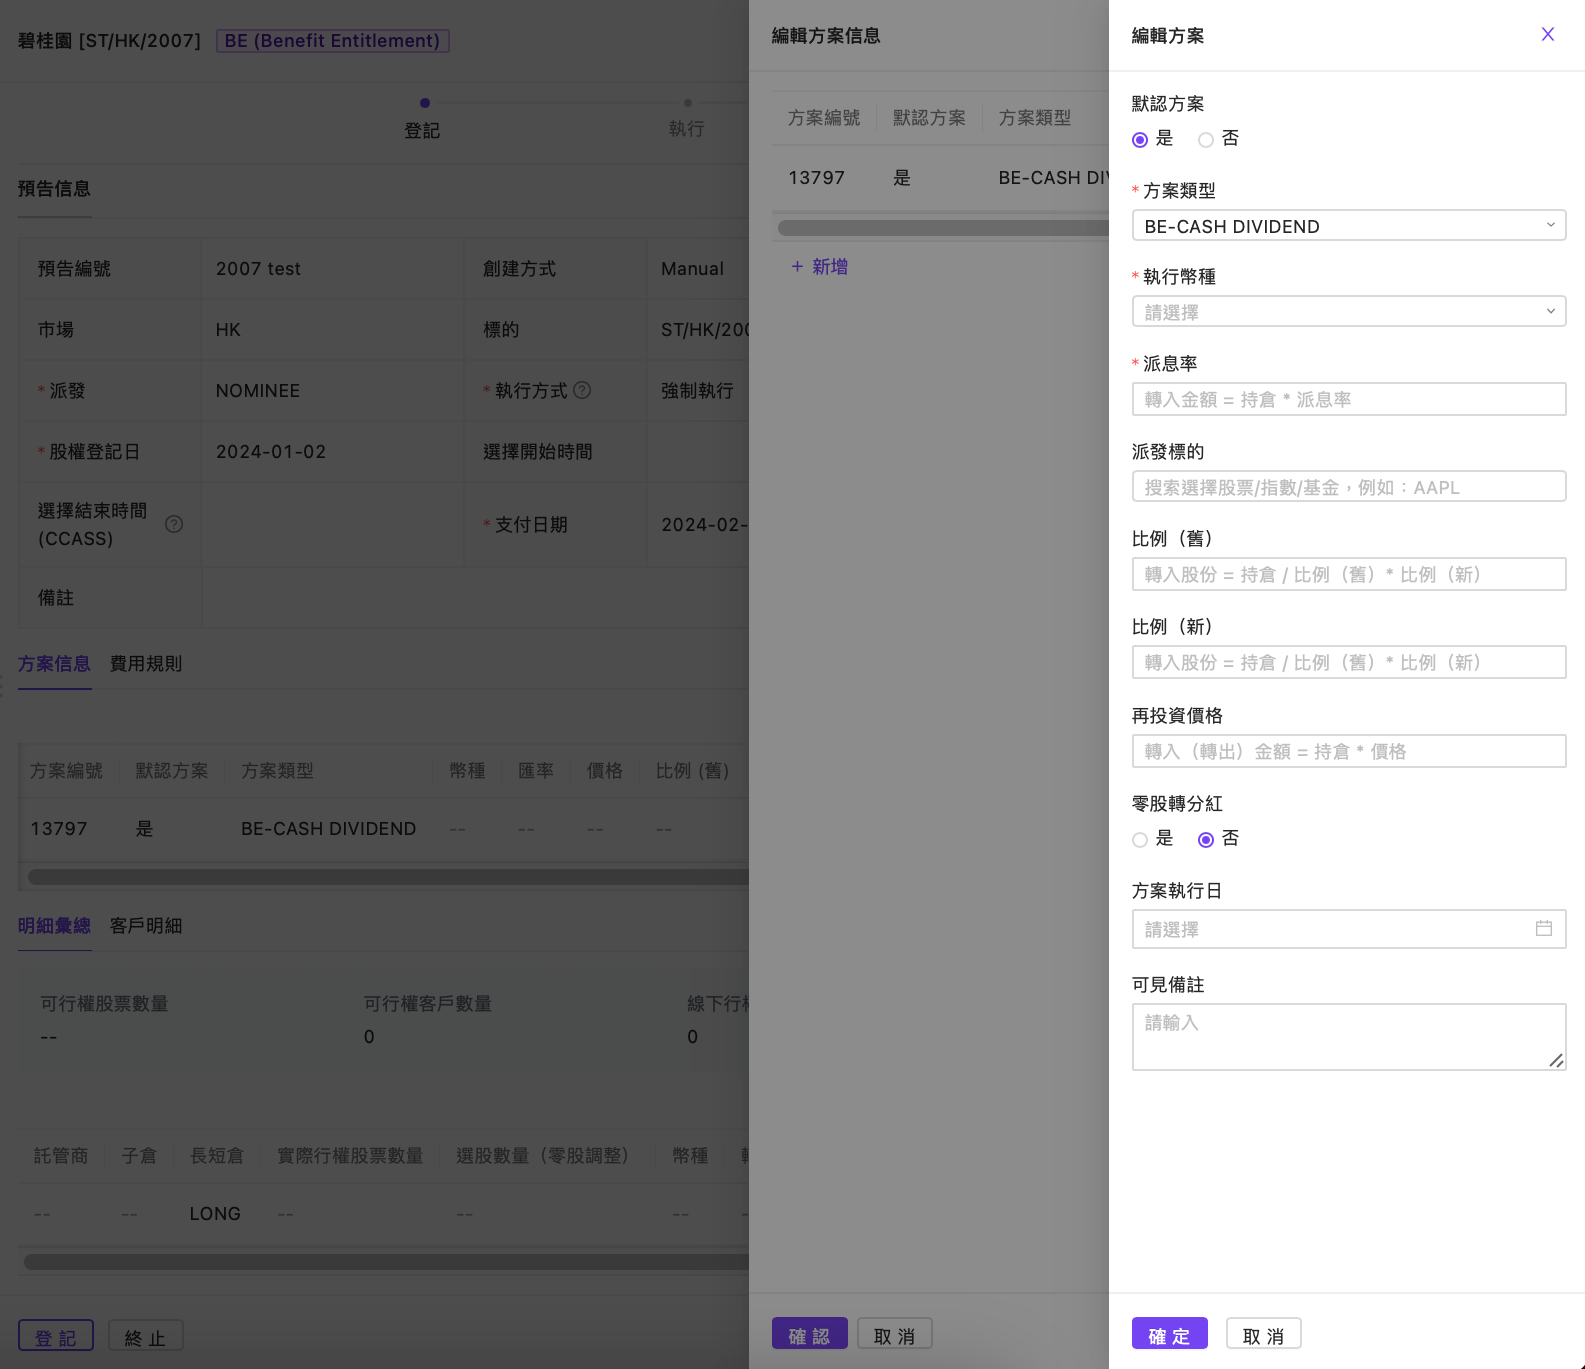 碧桂園 [ST/HK/2007]
BE (Benefit Entitlement)
登記
執行
預告信息
預告編號
2007 test
創建方式
Manual
市場
HK
標的
ST/HK/200
* 派發
NOMINEE
* 執行方式
強制執行
* 股權登記日
2024-01-02
選擇開始時間
選擇結束時間
(CCASS)
* 支付日期
2024-02-
備註
方案信息
費用規則
方案編號
默認方案
方案類型
幣種
匯率
價格
比例 (舊)
13797
是
BE-CASH DIVIDEND
--
--
--
--
明細彙總
客戶明細
可行權股票數量
可行權客戶數量
線下行
--
0
0
託管商
子倉
長短倉
實際行權股票數量
選股數量（零股調整）
幣種
--
--
LONG
--
--
--
登 記
終 止
編輯方案信息
方案編號
默認方案
方案類型
13797
是
BE-CASH DIV
+ 新增
確 認
取 消
編輯方案
默認方案
是
否
* 方案類型
BE-CASH DIVIDEND
* 執行幣種
請選擇
* 派息率
轉入金額 = 持倉 * 派息率
派發標的
搜索選擇股票/指數/基金，例如：AAPL
比例（舊）
轉入股份 = 持倉 / 比例（舊）* 比例（新）
比例（新）
轉入股份 = 持倉 / 比例（舊）* 比例（新）
再投資價格
轉入（轉出）金額 = 持倉 * 價格
零股轉分紅
是
否
方案執行日
請選擇
可見備註
請輸入
確 定
取 消